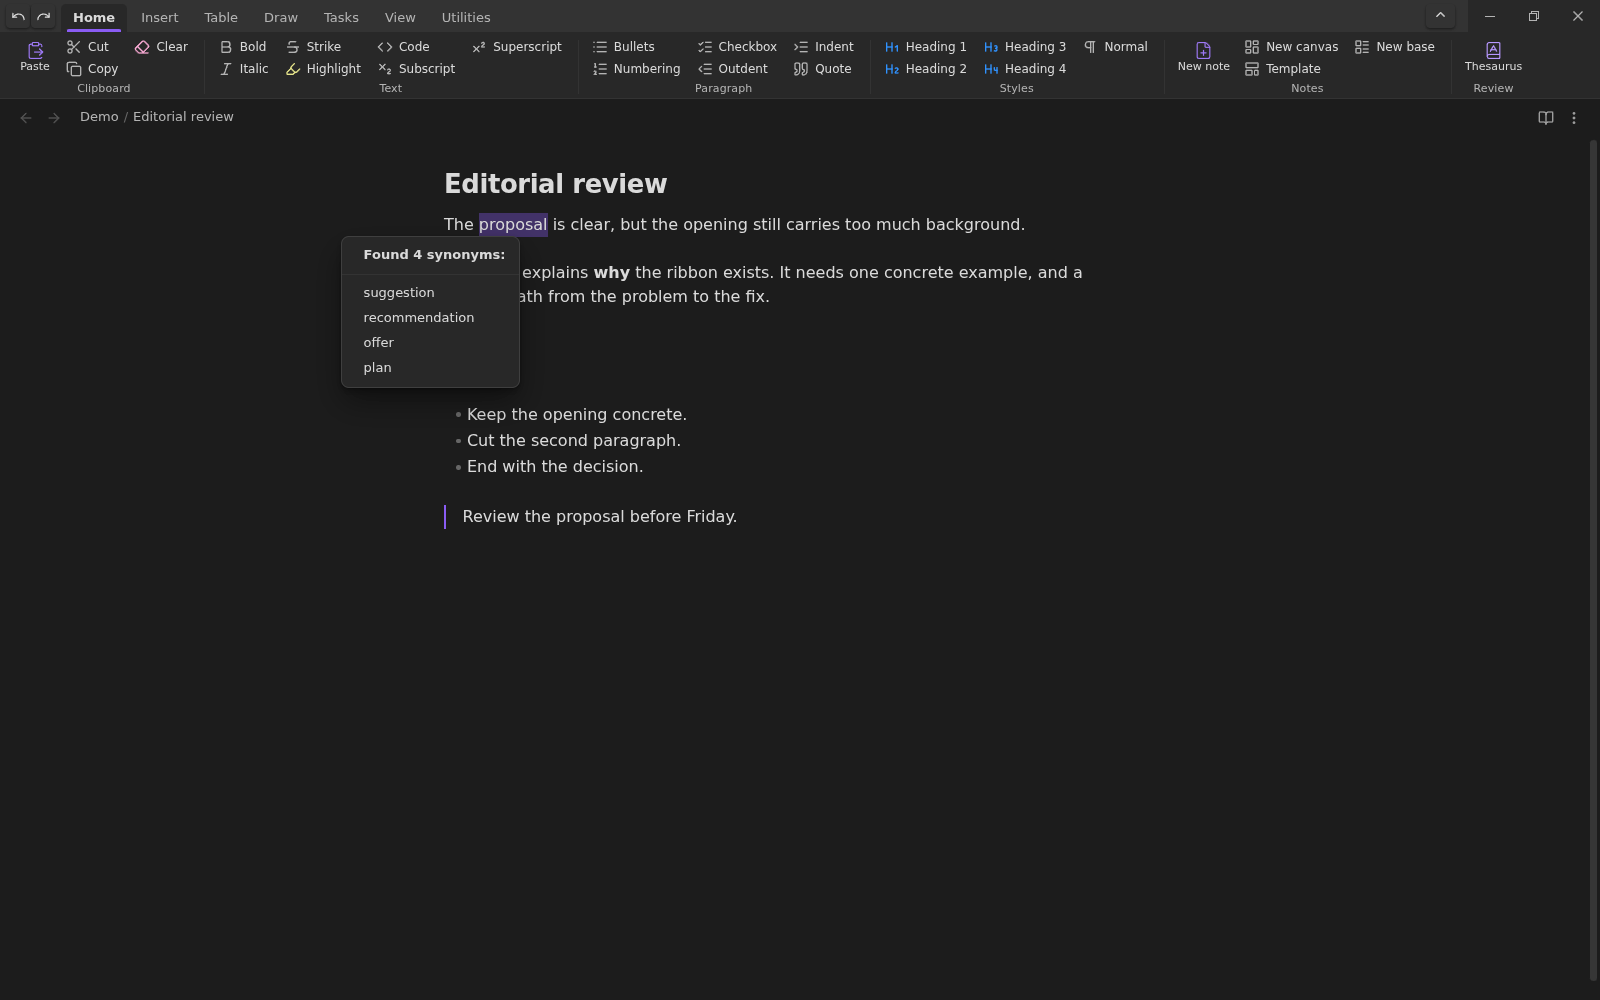 Home Insert Table Draw Tasks View Utilities
Paste Cut Clear Bold Strike Code Superscript Bullets Checkbox Indent Heading 1 Heading 3 Normal New note New canvas New base Thesaurus
Copy Italic Highlight Subscript Numbering Outdent Quote Heading 2 Heading 4 Template
Clipboard Text Paragraph Styles Notes Review
Demo / Editorial review
Editorial review
The proposal is clear, but the opening still carries too much background.
Found 4 synonyms:
suggestion
recommendation
offer
plan
explains why the ribbon exists. It needs one concrete example, and a
from the problem to the fix.
Keep the opening concrete.
Cut the second paragraph.
End with the decision.
Review the proposal before Friday.